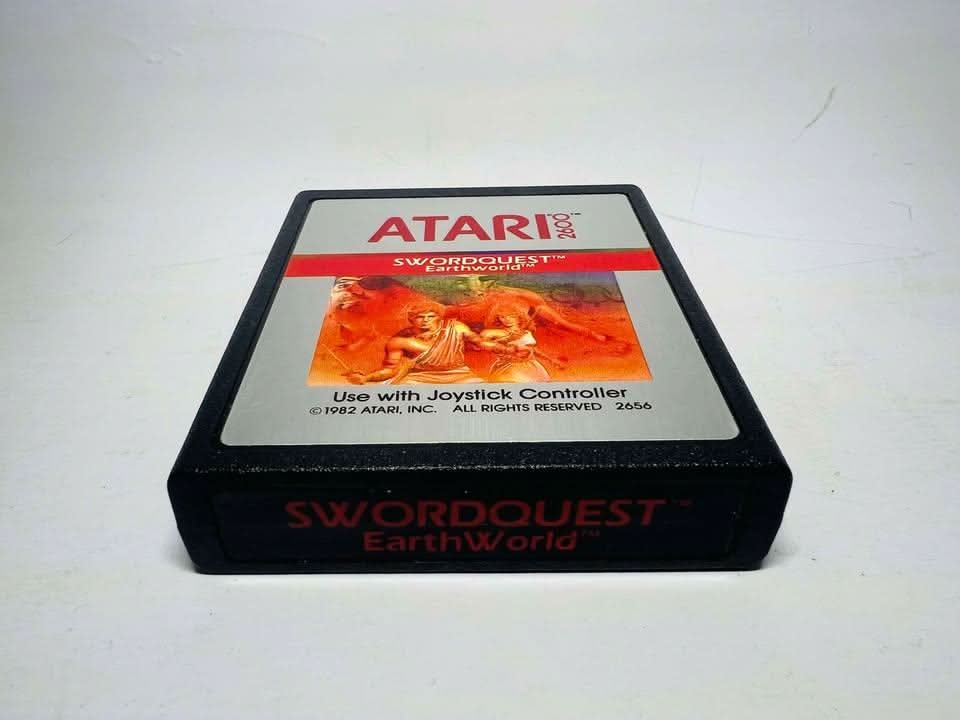 ATARI 2600™
SWORDQUEST™
Earthworld™
Use with Joystick Controller
©1982 ATARI, INC. ALL RIGHTS RESERVED 2656
SWORDQUEST™
EarthWorld™